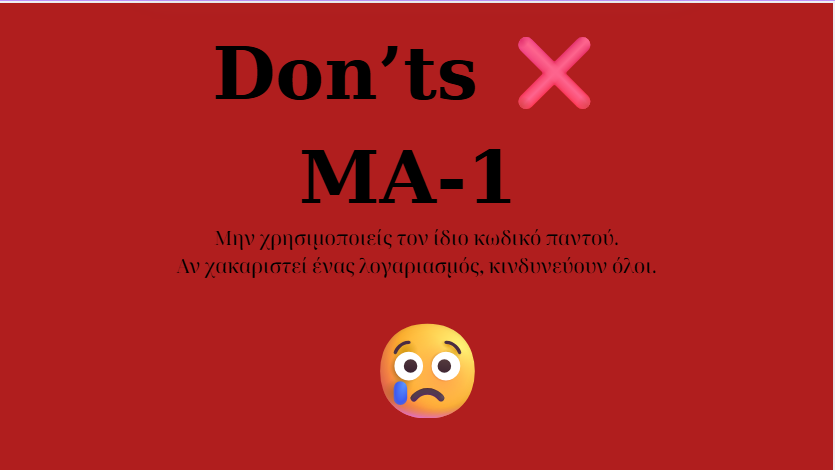 Don’ts ❌
MA-1
Μην χρησιμοποιείς τον ίδιο κωδικό παντού.
Αν χακαριστεί ένας λογαριασμός, κινδυνεύουν όλοι.